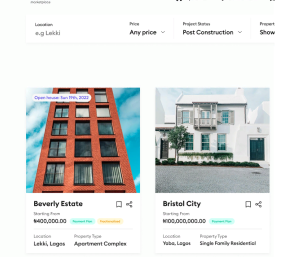 Location
Price
Project Status
Propert
e.g Lekki
Any price
Post Construction
Show
Open house: Sun 19th, 2022
Beverly Estate
Bristol City
Starting From
Starting From
₦400,000.00
Payment Plan
₦100,000,000.00
Payment Plan
Location
Property Type
Location
Property Type
Lekki, Lagos
Apartment Complex
Yaba, Lagos
Single Family Residential